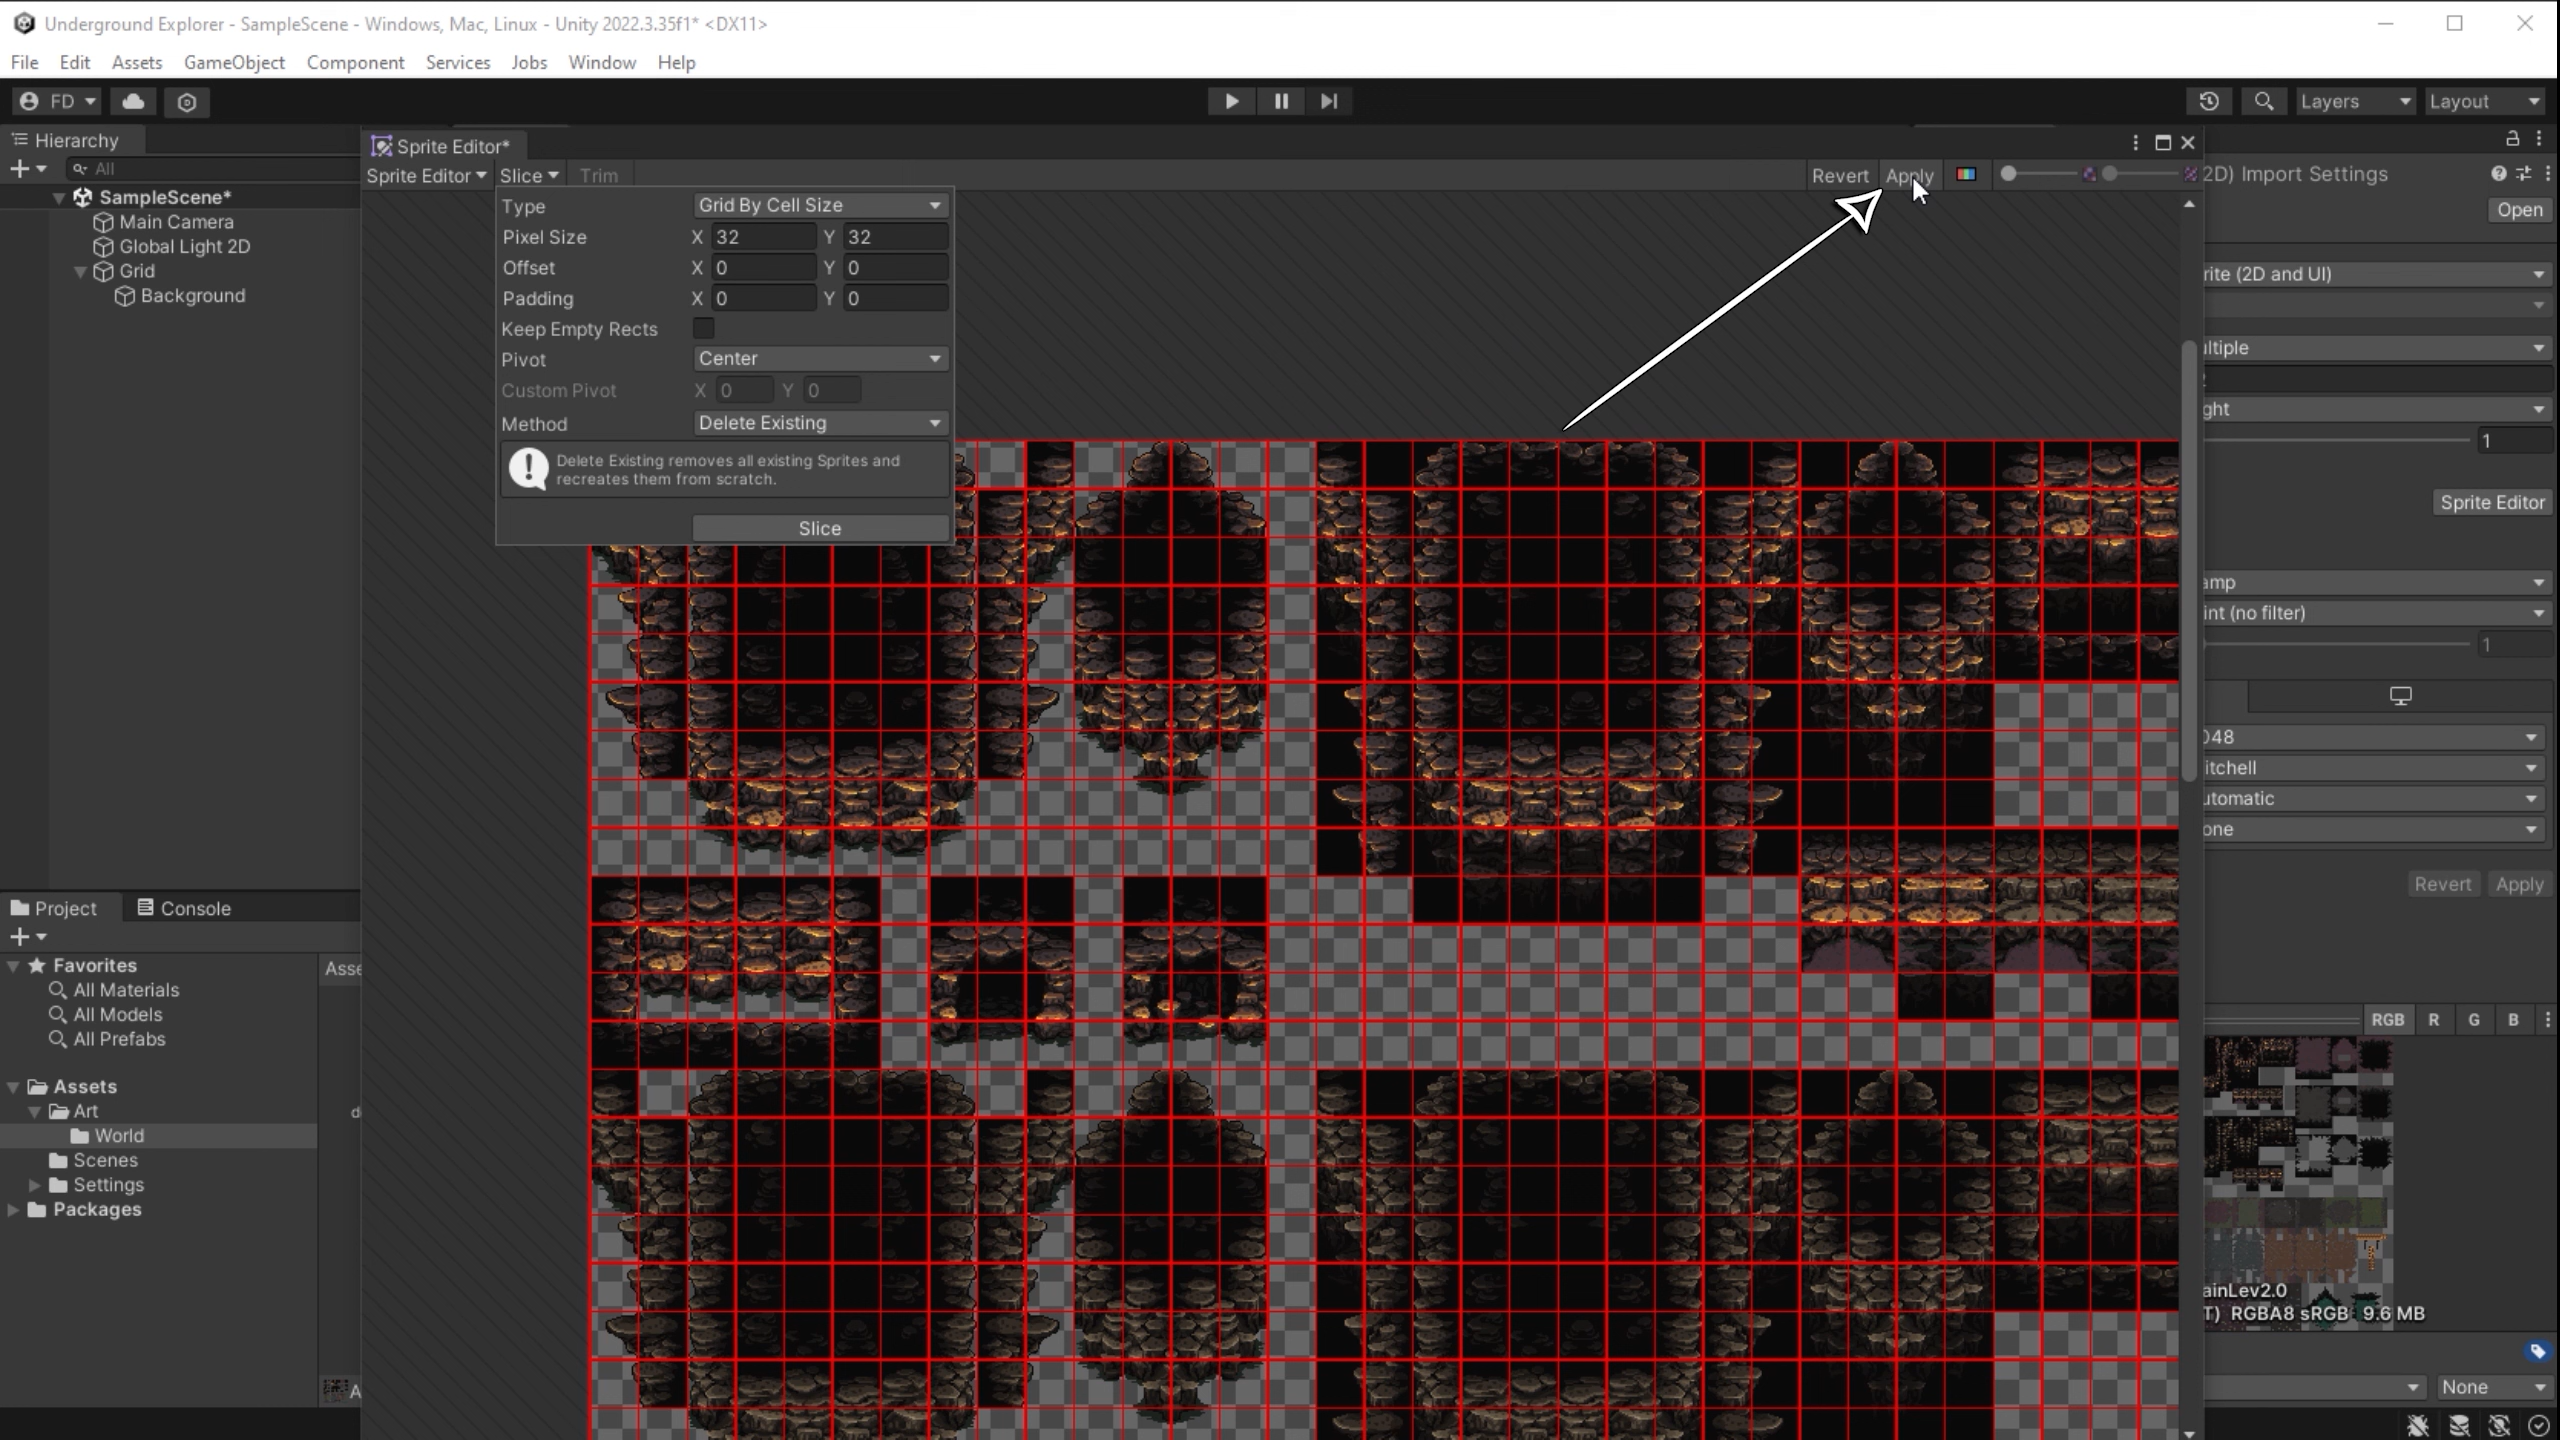 Underground Explorer - SampleScene - Windows, Mac, Linux - Unity 2022.3.35f1* <DX11>
File Edit Assets GameObject Component Services Jobs Window Help
FD
Layers Layout
Hierarchy
All
SampleScene*
Main Camera
Global Light 2D
Grid
Background
Sprite Editor*
Sprite Editor Slice Trim
Revert Apply
Type Grid By Cell Size
Pixel Size X 32 Y 32
Offset X 0 Y 0
Padding X 0 Y 0
Keep Empty Rects
Pivot Center
Custom Pivot X 0 Y 0
Method Delete Existing
Delete Existing removes all existing Sprites and
recreates them from scratch.
Slice
2D) Import Settings
Open
rite (2D and UI)
ultiple
ght
1
Sprite Editor
amp
int (no filter)
1
048
itchell
utomatic
one
Revert Apply
RGB R G B
ainLev2.0
T) RGBA8 sRGB 9.6 MB
None
Project Console
Favorites
All Materials
All Models
All Prefabs
Assets
Art
World
Scenes
Settings
Packages
Asse
d
A